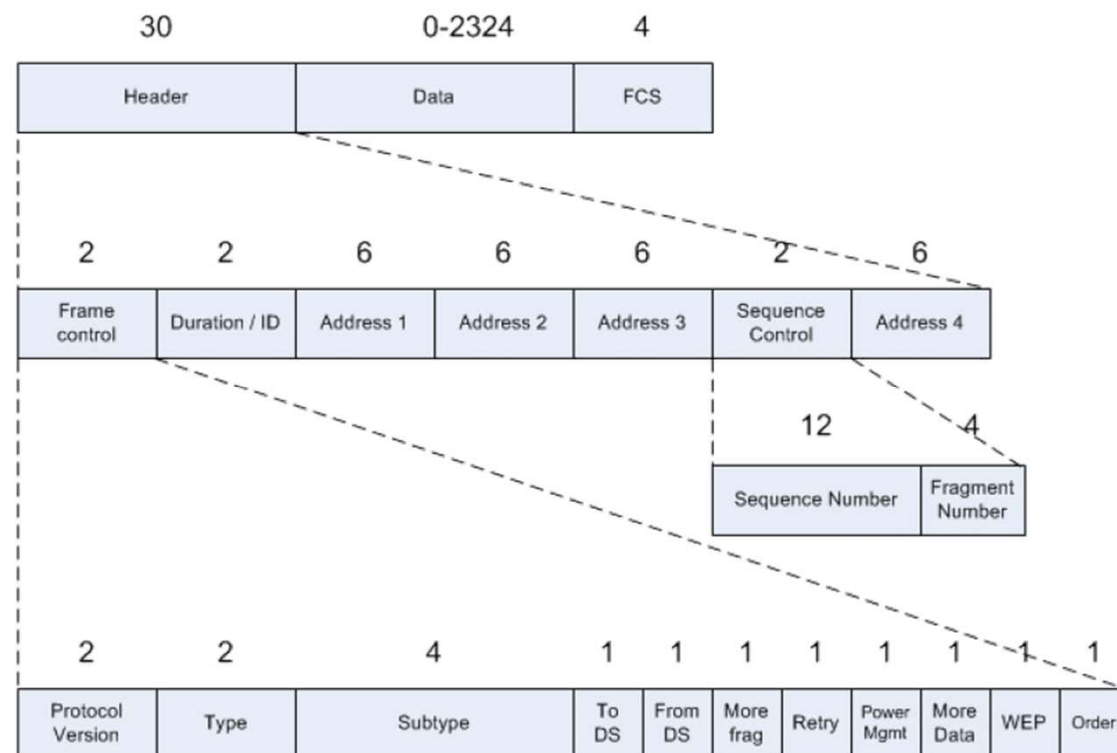 30 0-2324 4
Header Data FCS
2 2 6 6 6 2 6
Frame control Duration / ID Address 1 Address 2 Address 3 Sequence Control Address 4
12 4
Sequence Number Fragment Number
2 2 4 1 1 1 1 1 1 1 1
Protocol Version Type Subtype To DS From DS More frag Retry Power Mgmt More Data WEP Order